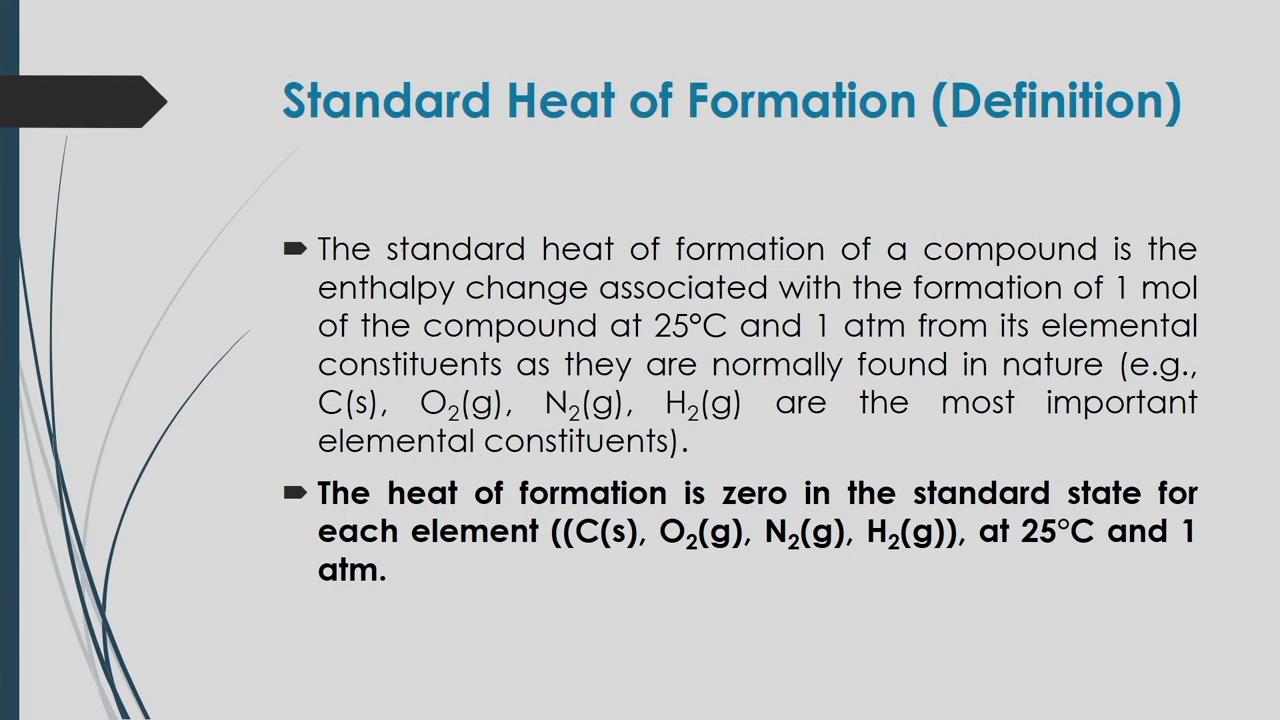 Standard Heat of Formation (Definition)
The standard heat of formation of a compound is the
enthalpy change associated with the formation of 1 mol
of the compound at 25°C and 1 atm from its elemental
constituents as they are normally found in nature (e.g.,
C(s), O₂(g), N₂(g), H₂(g) are the most important
elemental constituents).
The heat of formation is zero in the standard state for
each element ((C(s), O₂(g), N₂(g), H₂(g)), at 25°C and 1
atm.